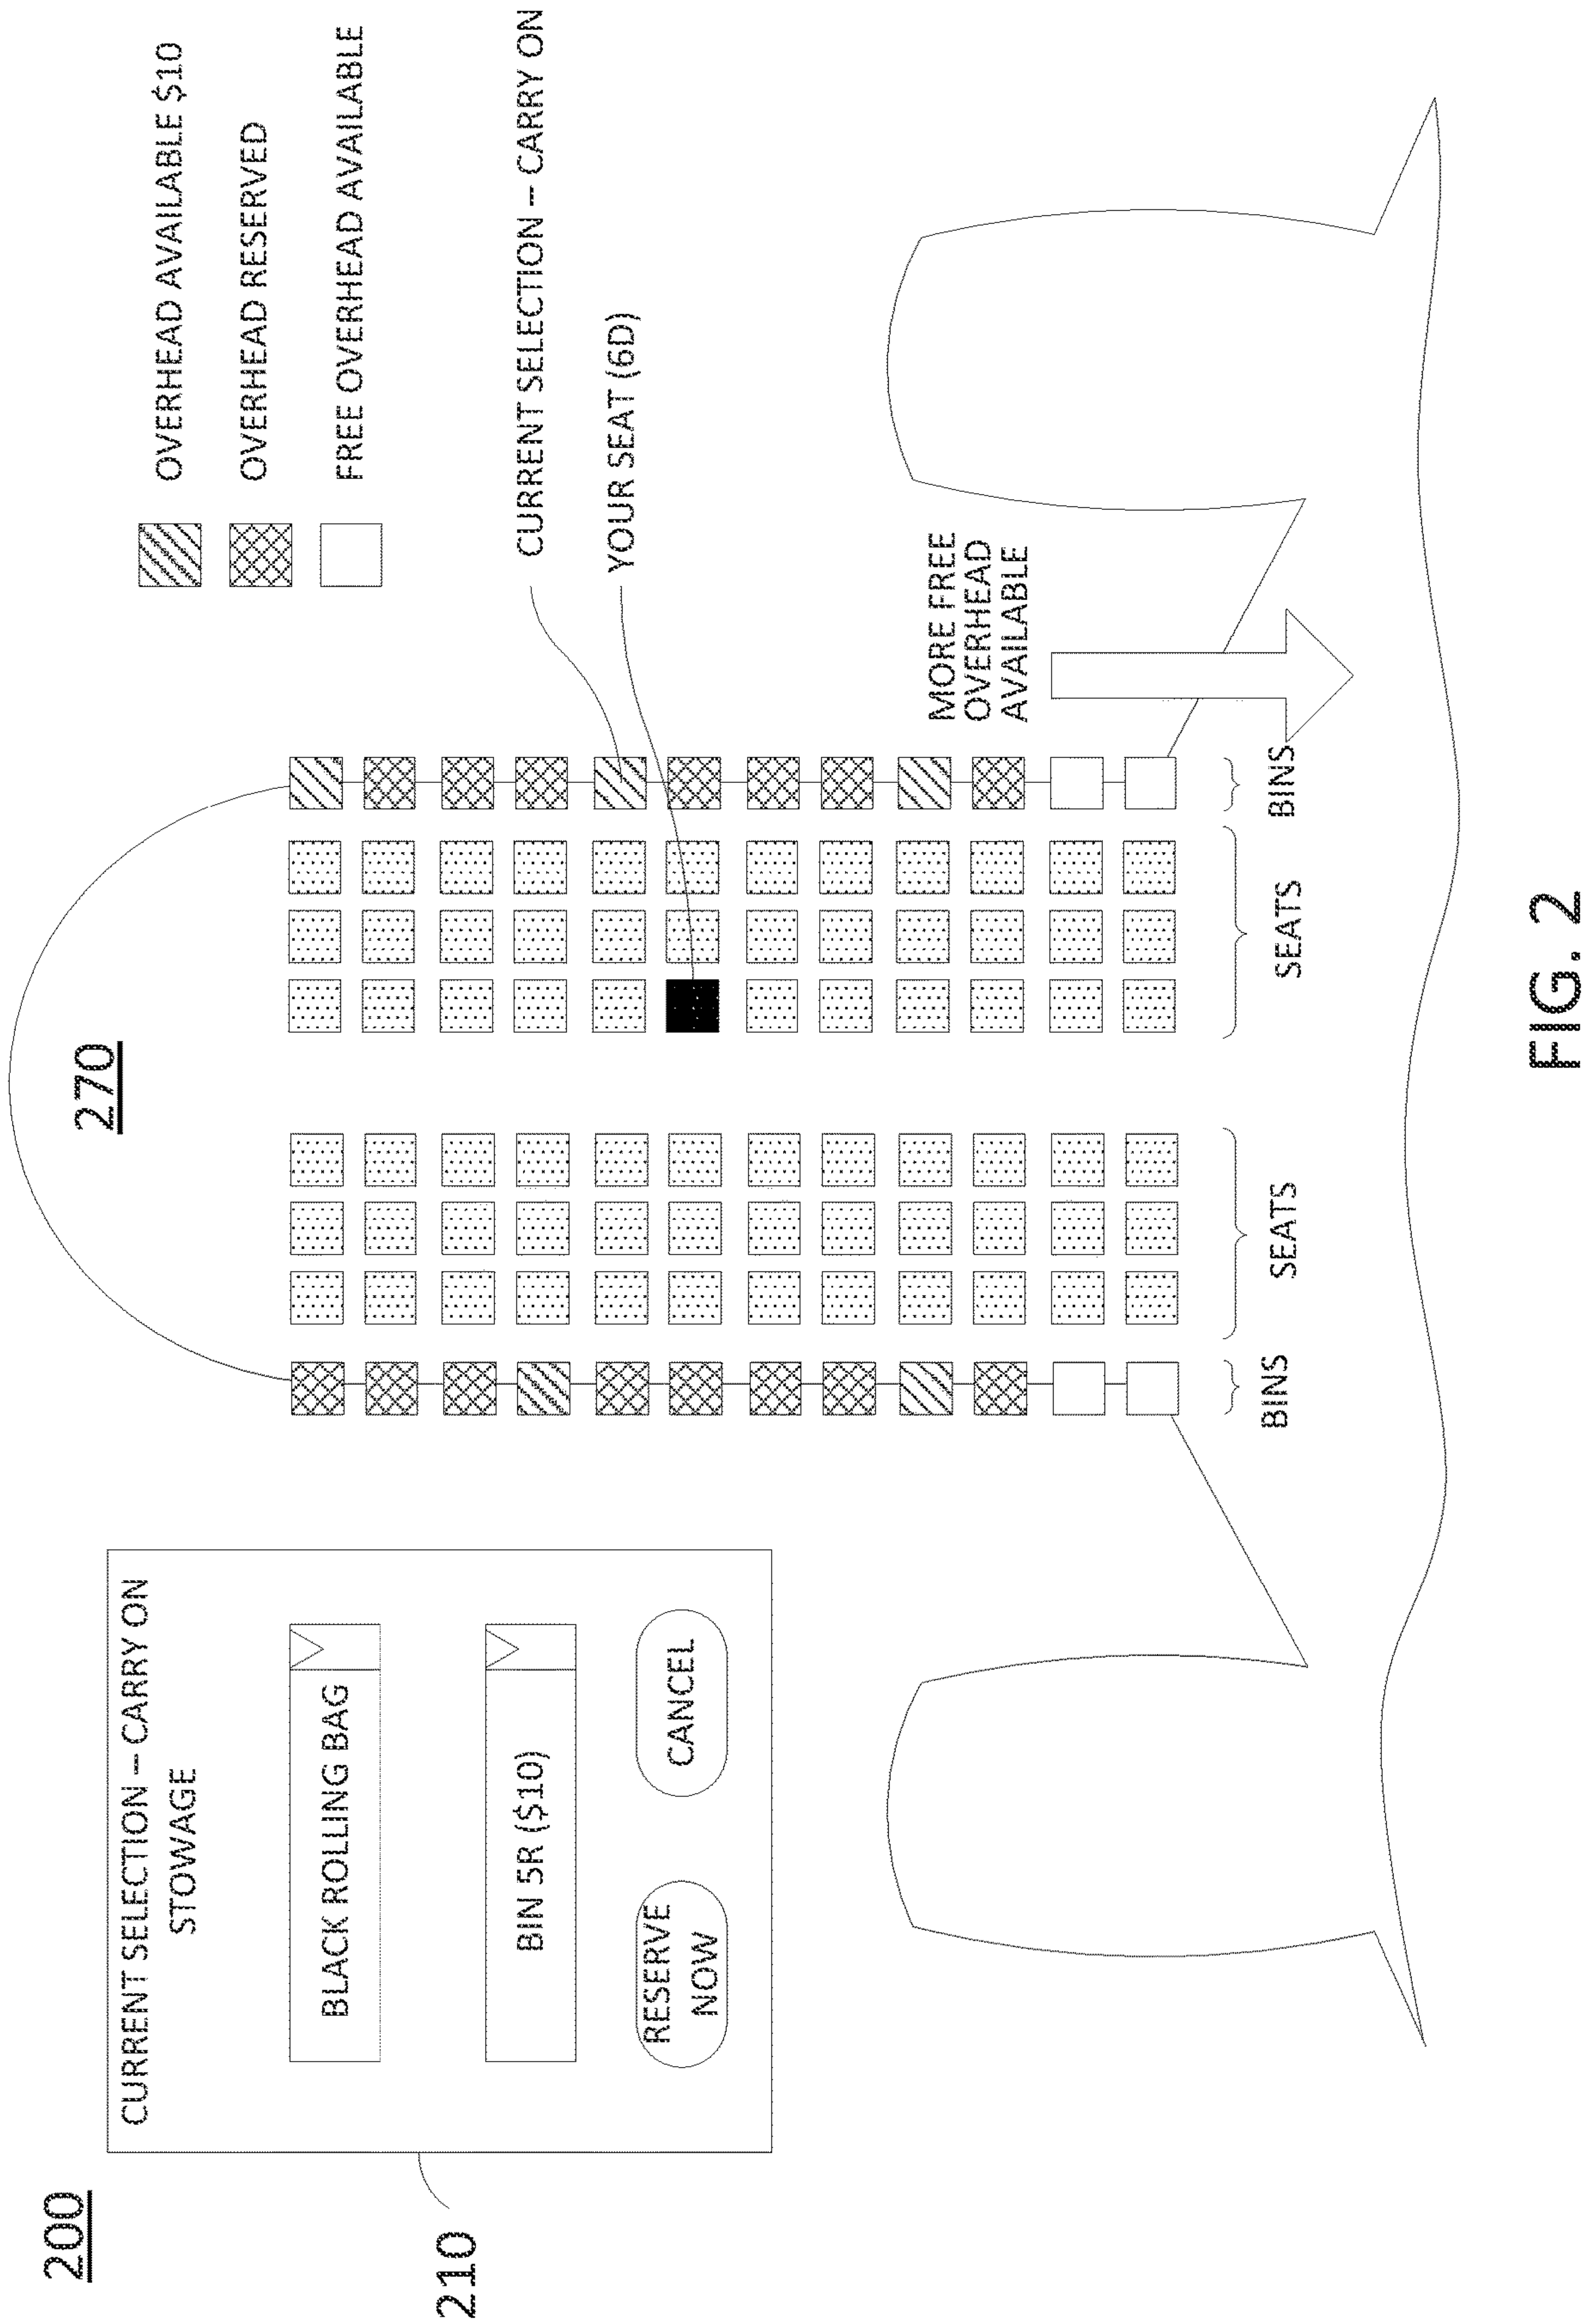 200
210
CURRENT SELECTION – CARRY ON
STOWAGE
BLACK ROLLING BAG
BIN 5R ($10)
RESERVE
NOW
CANCEL
270
OVERHEAD AVAILABLE $10
OVERHEAD RESERVED
FREE OVERHEAD AVAILABLE
CURRENT SELECTION – CARRY ON
YOUR SEAT (6D)
MORE FREE
OVERHEAD
AVAILABLE
BINS
SEATS
SEATS
BINS
FIG. 2